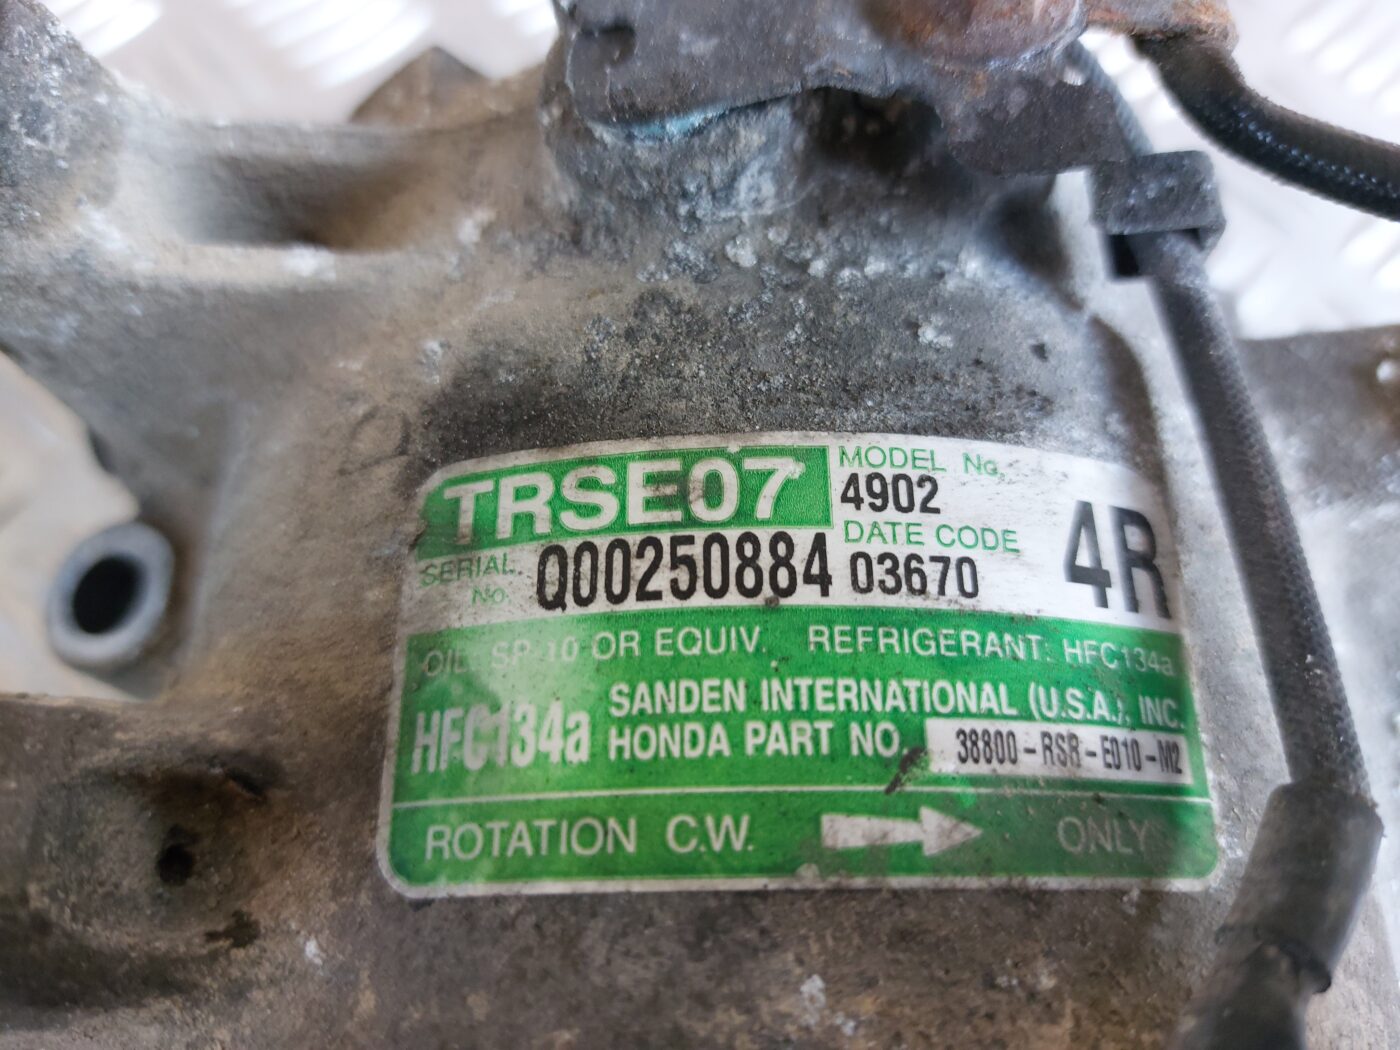 TRSE07
MODEL No.
4902
SERIAL No. Q00250884
DATE CODE
03670
4R
OIL: SP-10 OR EQUIV. REFRIGERANT: HFC134a
HFC134a
SANDEN INTERNATIONAL (U.S.A.), INC.
HONDA PART NO. 38800-RSR-E010-M2
ROTATION C.W. ONLY